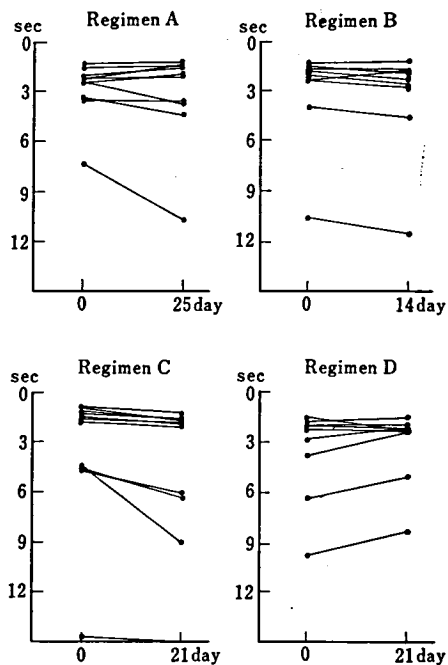 Regimen A
sec
0
3
6
9
12
0 25 day
Regimen B
sec
0
3
6
9
12
0 14 day
Regimen C
sec
0
3
6
9
12
0 21 day
Regimen D
sec
0
3
6
9
12
0 21 day